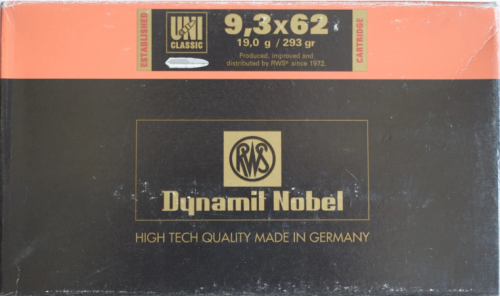 ESTABLISHED
UNI
CLASSIC
9,3x62
19,0 g / 293 gr
Produced, improved and
distributed by RWS® since 1972.
CARTRIDGE
RWS
Dynamit Nobel
HIGH TECH QUALITY MADE IN GERMANY